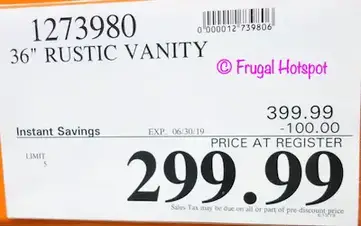 1273980
0000012739806
36" RUSTIC VANITY
© Frugal Hotspot
399.99
Instant Savings EXP. 06/30/19 -100.00
PRICE AT REGISTER
LIMIT
5
299.99
Sales Tax may be due on all or part of pre-discount price